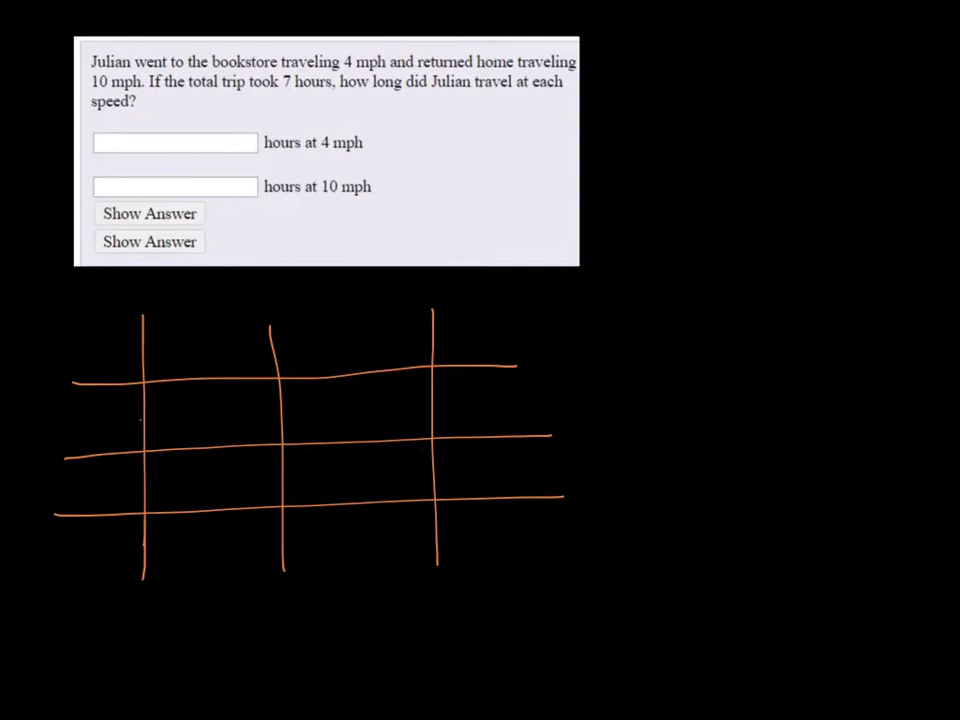 Julian went to the bookstore traveling 4 mph and returned home traveling
10 mph. If the total trip took 7 hours, how long did Julian travel at each
speed?
hours at 4 mph
hours at 10 mph
Show Answer
Show Answer